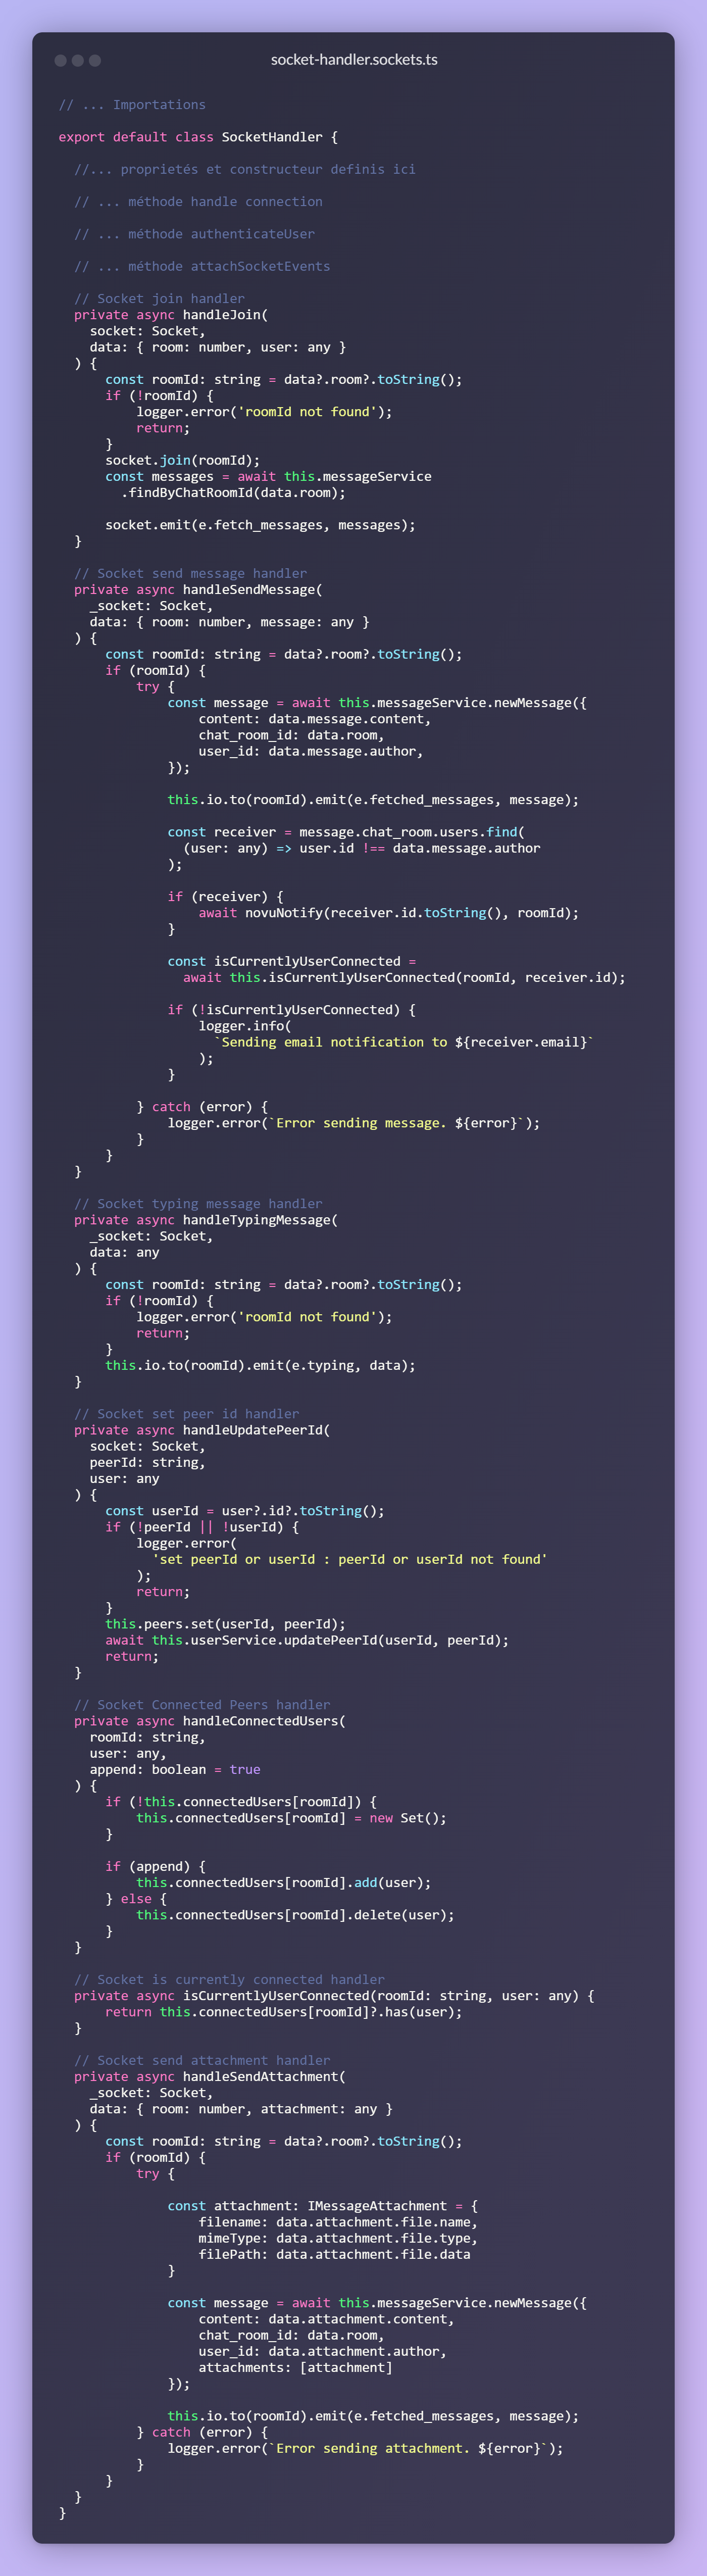 socket-handler.sockets.ts
// ... Importations
export default class SocketHandler {
//... proprietés et constructeur definis ici
// ... méthode handle connection
// ... méthode authenticateUser
// ... méthode attachSocketEvents
// Socket join handler
private async handleJoin(
socket: Socket,
data: { room: number, user: any }
) {
const roomId: string = data?.room?.toString();
if (!roomId) {
logger.error('roomId not found');
return;
}
socket.join(roomId);
const messages = await this.messageService
.findByChatRoomId(data.room);
socket.emit(e.fetch_messages, messages);
}
// Socket send message handler
private async handleSendMessage(
_socket: Socket,
data: { room: number, message: any }
) {
const roomId: string = data?.room?.toString();
if (roomId) {
try {
const message = await this.messageService.newMessage({
content: data.message.content,
chat_room_id: data.room,
user_id: data.message.author,
});
this.io.to(roomId).emit(e.fetched_messages, message);
const receiver = message.chat_room.users.find(
(user: any) => user.id !== data.message.author
);
if (receiver) {
await novuNotify(receiver.id.toString(), roomId);
}
const isCurrentlyUserConnected =
await this.isCurrentlyUserConnected(roomId, receiver.id);
if (!isCurrentlyUserConnected) {
logger.info(
`Sending email notification to ${receiver.email}`
);
}
} catch (error) {
logger.error(`Error sending message. ${error}`);
}
}
}
// Socket typing message handler
private async handleTypingMessage(
_socket: Socket,
data: any
) {
const roomId: string = data?.room?.toString();
if (!roomId) {
logger.error('roomId not found');
return;
}
this.io.to(roomId).emit(e.typing, data);
}
// Socket set peer id handler
private async handleUpdatePeerId(
socket: Socket,
peerId: string,
user: any
) {
const userId = user?.id?.toString();
if (!peerId || !userId) {
logger.error(
'set peerId or userId : peerId or userId not found'
);
return;
}
this.peers.set(userId, peerId);
await this.userService.updatePeerId(userId, peerId);
return;
}
// Socket Connected Peers handler
private async handleConnectedUsers(
roomId: string,
user: any,
append: boolean = true
) {
if (!this.connectedUsers[roomId]) {
this.connectedUsers[roomId] = new Set();
}
if (append) {
this.connectedUsers[roomId].add(user);
} else {
this.connectedUsers[roomId].delete(user);
}
}
// Socket is currently connected handler
private async isCurrentlyUserConnected(roomId: string, user: any) {
return this.connectedUsers[roomId]?.has(user);
}
// Socket send attachment handler
private async handleSendAttachment(
_socket: Socket,
data: { room: number, attachment: any }
) {
const roomId: string = data?.room?.toString();
if (roomId) {
try {
const attachment: IMessageAttachment = {
filename: data.attachment.file.name,
mimeType: data.attachment.file.type,
filePath: data.attachment.file.data
}
const message = await this.messageService.newMessage({
content: data.attachment.content,
chat_room_id: data.room,
user_id: data.attachment.author,
attachments: [attachment]
});
this.io.to(roomId).emit(e.fetched_messages, message);
} catch (error) {
logger.error(`Error sending attachment. ${error}`);
}
}
}
}